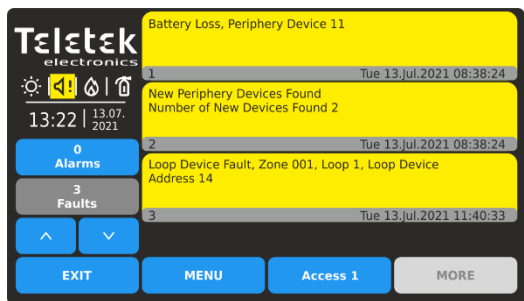 Teletek
electronics
13:22 13.07.
2021
0
Alarms
3
Faults
Battery Loss, Periphery Device 11
1 Tue 13.Jul.2021 08:38:24
New Periphery Devices Found
Number of New Devices Found 2
2 Tue 13.Jul.2021 08:38:24
Loop Device Fault, Zone 001, Loop 1, Loop Device
Address 14
3 Tue 13.Jul.2021 11:40:33
EXIT MENU Access 1 MORE